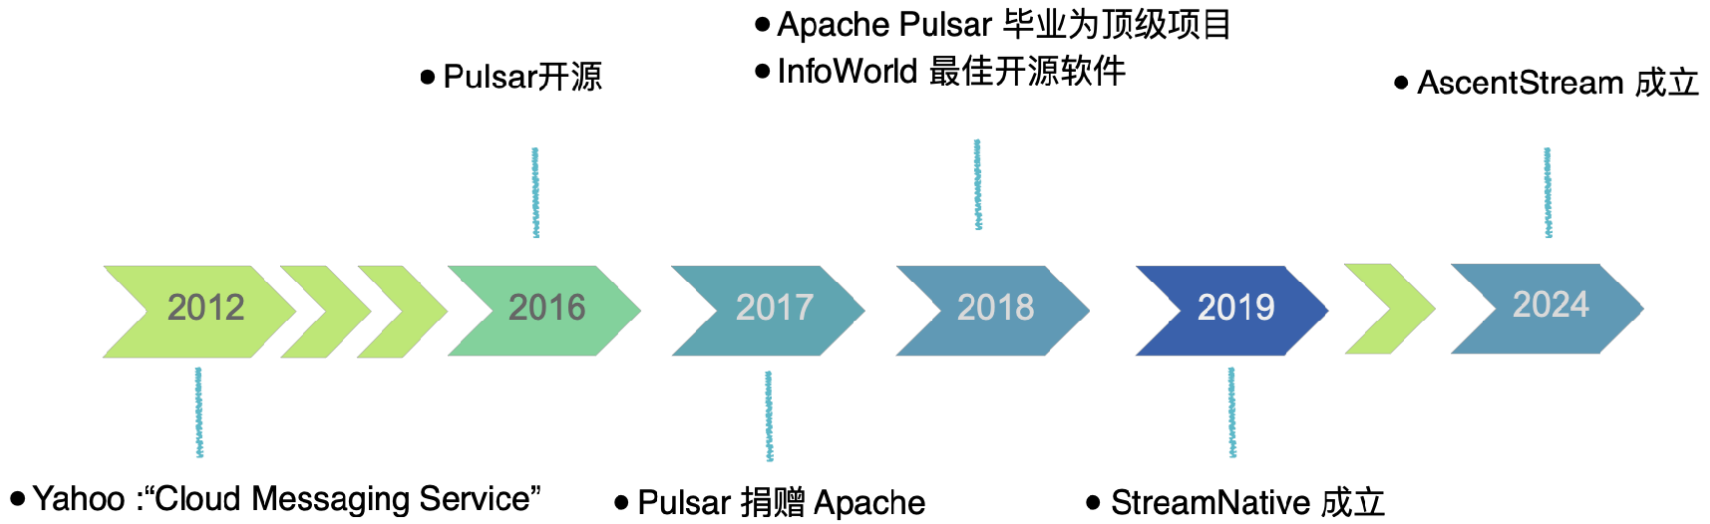 ● Apache Pulsar 毕业为顶级项目
● InfoWorld 最佳开源软件
● Pulsar开源
● AscentStream 成立
2012
2016
2017
2018
2019
2024
● Yahoo :“Cloud Messaging Service”
● Pulsar 捐赠 Apache
● StreamNative 成立